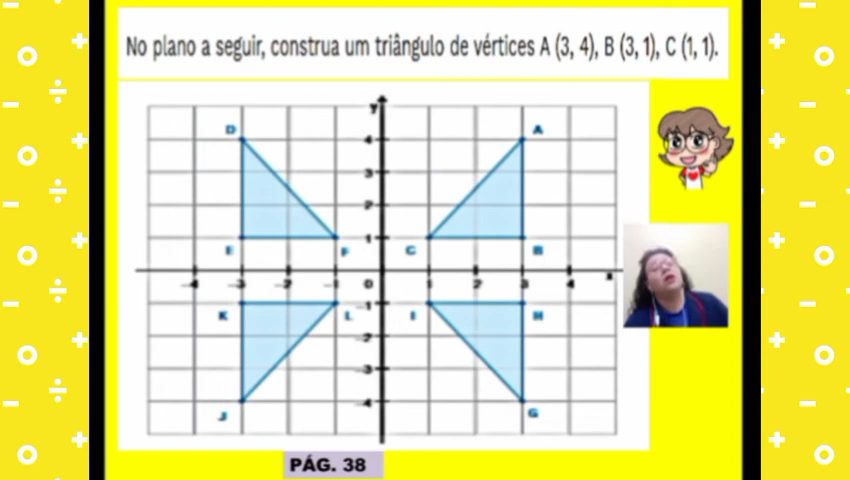 No plano a seguir, construa um triângulo de vértices A (3, 4), B (3, 1), C (1, 1).
y
D
A
4
3
2
1
E
F
C
B
-4 -3 -2 -1 0 1 2 3 4 x
-1
K
L
I
H
-2
-3
-4
J
G
PÁG. 38